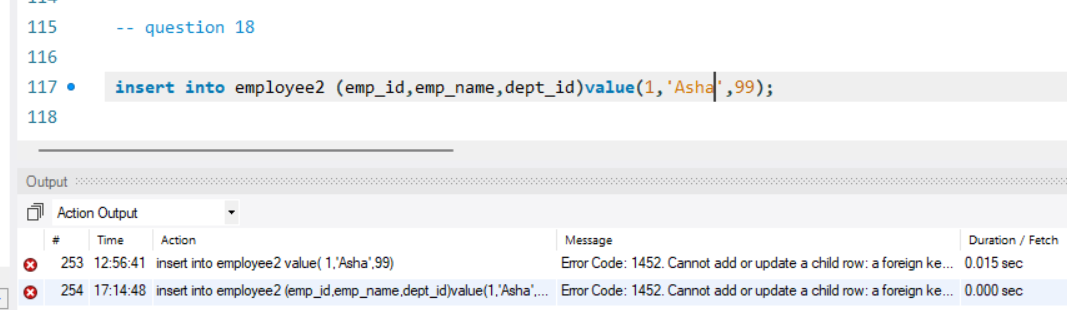 114
115 -- question 18
116
117 insert into employee2 (emp_id,emp_name,dept_id)value(1,'Asha',99);
118
Output
Action Output
# Time Action Message Duration / Fetch
253 12:56:41 insert into employee2 value( 1,'Asha',99) Error Code: 1452. Cannot add or update a child row: a foreign ke... 0.015 sec
254 17:14:48 insert into employee2 (emp_id,emp_name,dept_id)value(1,'Asha',... Error Code: 1452. Cannot add or update a child row: a foreign ke... 0.000 sec